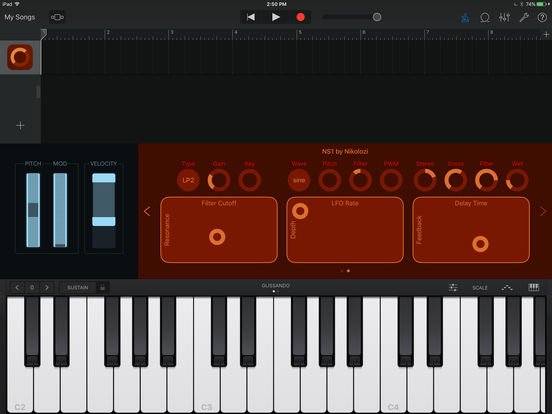 iPad 2:50 PM 74%
My Songs
2 3 4 5 6 7 8
NS1 by Nikolozi
PITCH MOD VELOCITY
Type Gain Key Wave Pitch Filter PWM Stereo Cross Filter Wet
LP2 sine
Filter Cutoff LFO Rate Delay Time
Resonance Depth Feedback
0 SUSTAIN GLISSANDO SCALE
C2 C3 C4